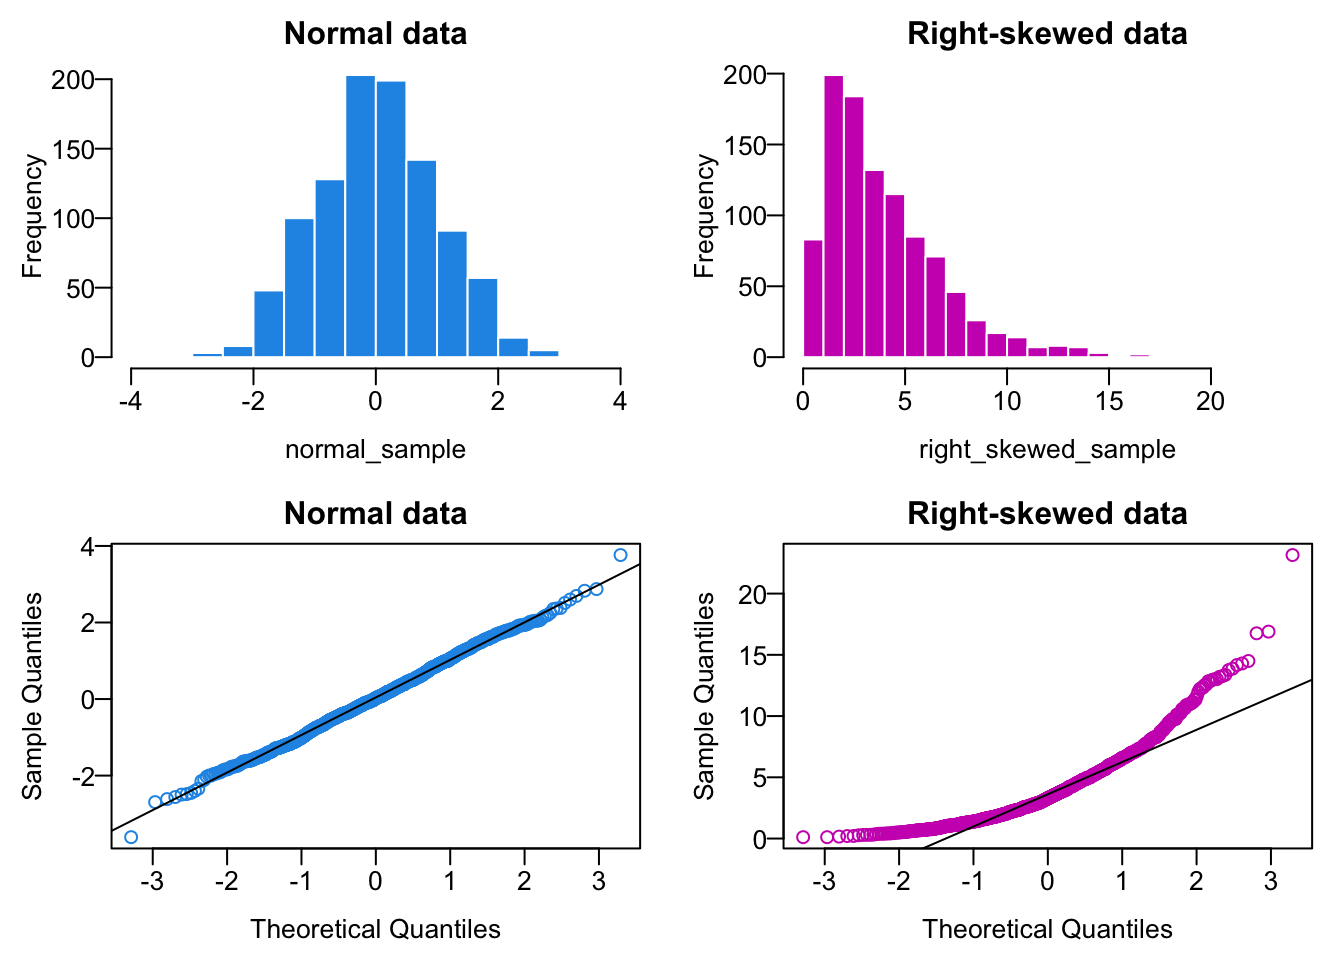 Normal data
Frequency
200
150
100
50
0
-4 -2 0 2 4
normal_sample
Right-skewed data
Frequency
200
150
100
50
0
0 5 10 15 20
right_skewed_sample
Normal data
Sample Quantiles
4
2
0
-2
-3 -2 -1 0 1 2 3
Theoretical Quantiles
Right-skewed data
Sample Quantiles
20
15
10
5
0
-3 -2 -1 0 1 2 3
Theoretical Quantiles